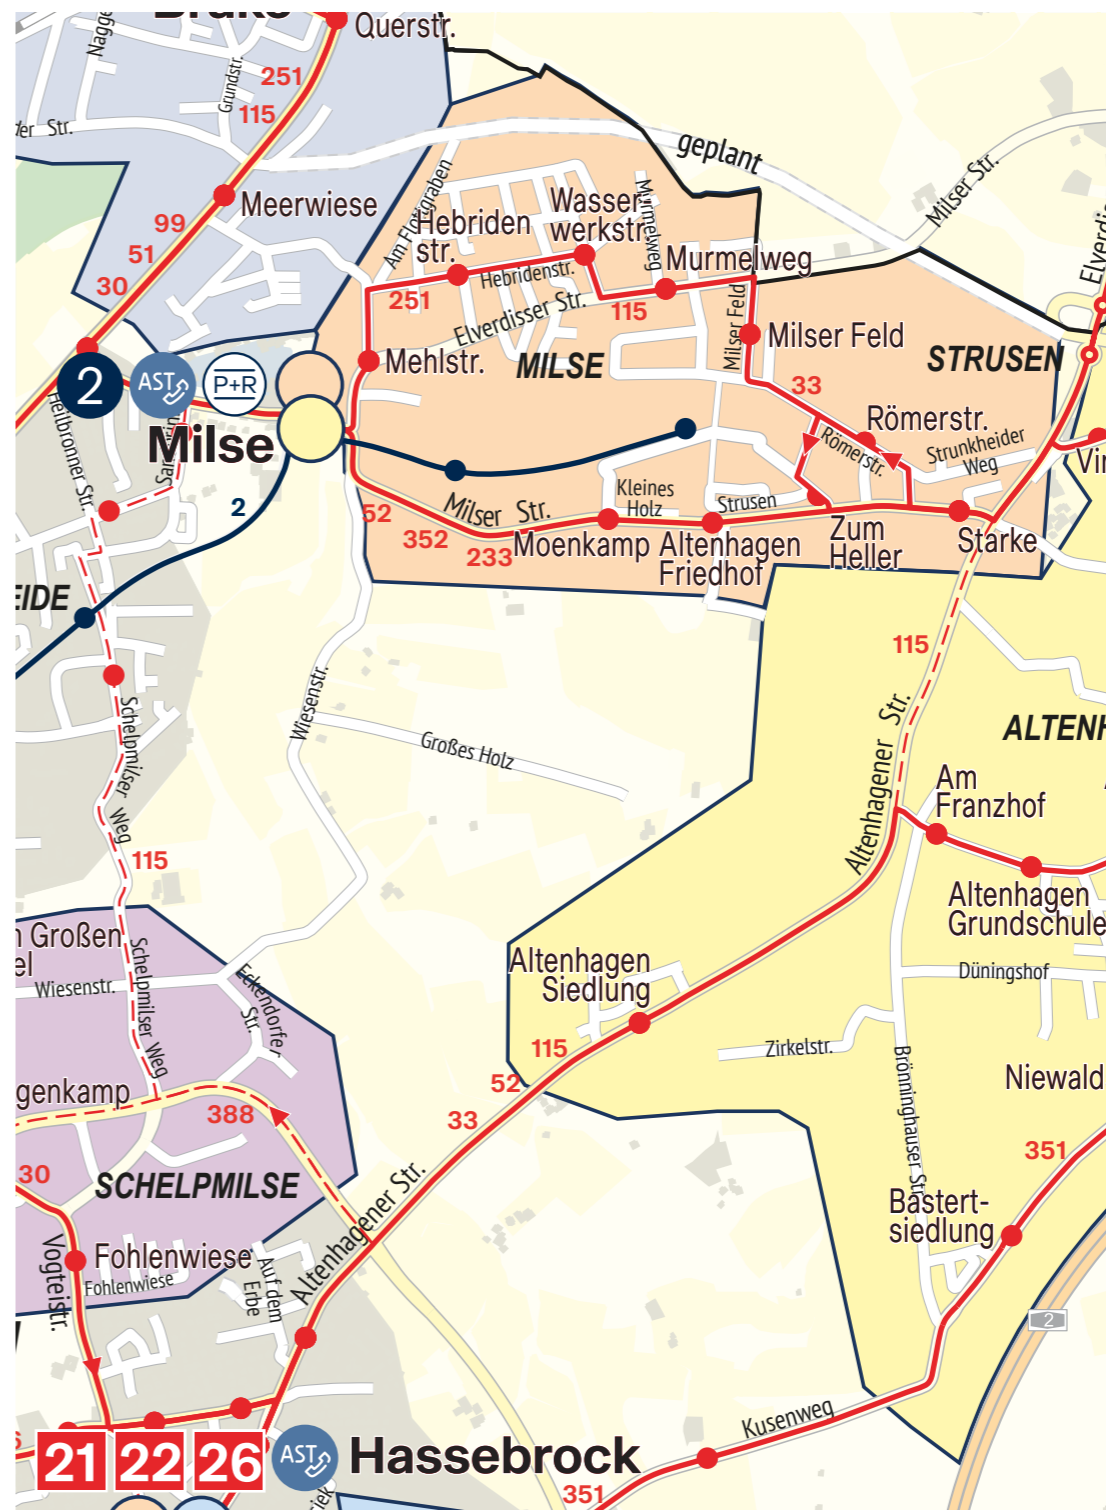 Brake
Querstr.
Grundstr.
251
115
Str.
geplant
Milser Str.
Meerwiese
Am Flottgraben
Hebriden
str.
Wasser
werkstr.
Murmelweg
Murmelweg
99
51
30
251
Hebridenstr.
Elverdisser Str.
115
Milser Feld
Milser Feld
Mehlstr.
MILSE
STRUSEN
33
2
AST
P+R
Milse
Heilbronner Str.
Römerstr.
Römerstr.
Strunkheider
Weg
2
52
352
233
Milser Str.
Kleines
Holz
Strusen
Moenkamp
Altenhagen
Friedhof
Zum
Heller
Starke
115
Wiesenstr.
Großes Holz
Schelpmilser Weg
115
Altenhagener Str.
Am
Franzhof
Altenhagen
Grundschule
Großen
Wiesenstr.
Schelpmilser Weg
Eckendorfer
Str.
Altenhagen
Siedlung
Düningshof
Zirkelstr.
115
52
33
Brönninghauser Str.
Niewald
388
30
SCHELPMILSE
351
Bastert-
siedlung
Altenhagener Str.
Vogteistr.
Fohlenwiese
Fohlenwiese
Auf dem
Erbe
2
Kusenweg
21
22
26
AST
Hassebrock
351